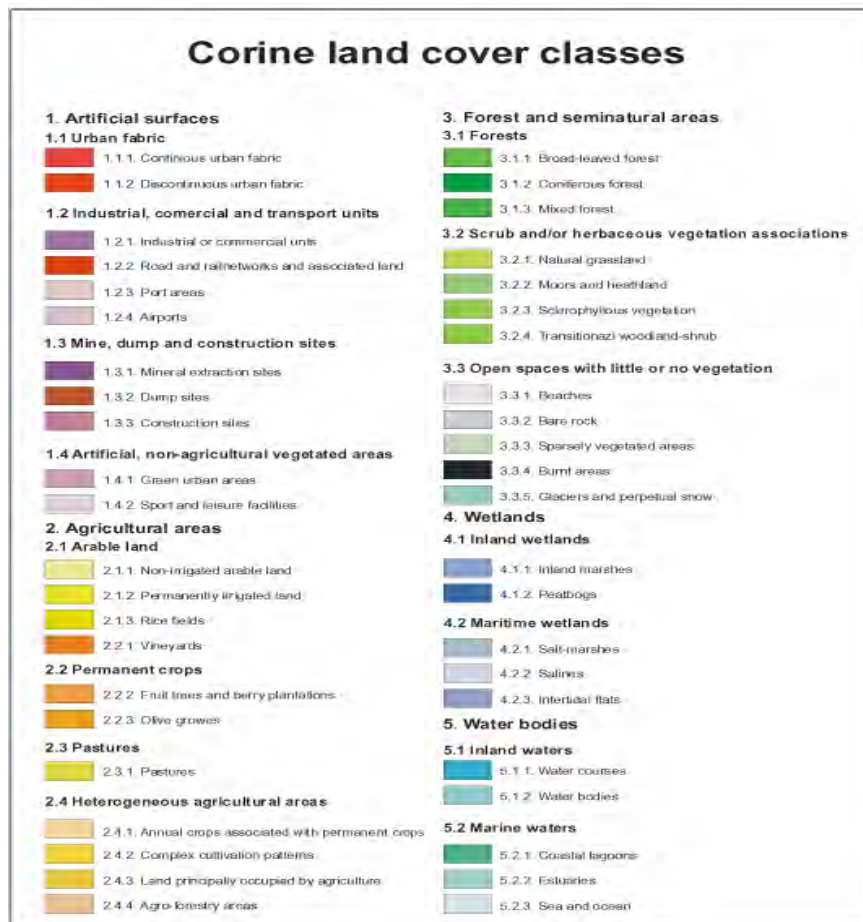 Corine land cover classes
1. Artificial surfaces
1.1 Urban fabric
1.1.1. Continious urban fabric
1.1.2. Discontinuous urban fabric
1.2 Industrial, comercial and transport units
1.2.1. Industrial or commercial units
1.2.2. Road and railnetworks and associated land
1.2.3. Port areas
1.2.4. Airports
1.3 Mine, dump and construction sites
1.3.1. Mineral extraction sites
1.3.2. Dump sites
1.3.3. Construction sites
1.4 Artificial, non-agricultural vegetated areas
1.4.1. Green urban areas
1.4.2. Sport and leisure facilities
2. Agricultural areas
2.1 Arable land
2.1.1. Non-irrigated arable land
2.1.2. Permanently irrigated land
2.1.3. Rice fields
2.2.1. Vineyards
2.2 Permanent crops
2.2.2. Fruit trees and berry plantations
2.2.3. Olive growes
2.3 Pastures
2.3.1. Pastures
2.4 Heterogeneous agricultural areas
2.4.1. Annual crops associated with permanent crops
2.4.2. Complex cultivation patterns
2.4.3. Land principally occupied by agriculture
2.4.4. Agro-forestry areas
3. Forest and seminatural areas
3.1 Forests
3.1.1. Broad-leaved forest
3.1.2. Coniferous forest
3.1.3. Mixed forest
3.2 Scrub and/or herbaceous vegetation associations
3.2.1. Natural grassland
3.2.2. Moors and heathland
3.2.3. Sclerophyllous vegetation
3.2.4. Transitionazi woodland-shrub
3.3 Open spaces with little or no vegetation
3.3.1. Beaches
3.3.2. Bare rock
3.3.3. Sparsely vegetated areas
3.3.4. Burnt areas
3.3.5. Glaciers and perpetual snow
4. Wetlands
4.1 Inland wetlands
4.1.1. Inland marshes
4.1.2. Peatbogs
4.2 Maritime wetlands
4.2.1. Salt-marshes
4.2.2. Salines
4.2.3. Intertidal flats
5. Water bodies
5.1 Inland waters
5.1.1. Water courses
5.1.2. Water bodies
5.2 Marine waters
5.2.1. Coastal lagoons
5.2.2. Estuaries
5.2.3. Sea and ocean